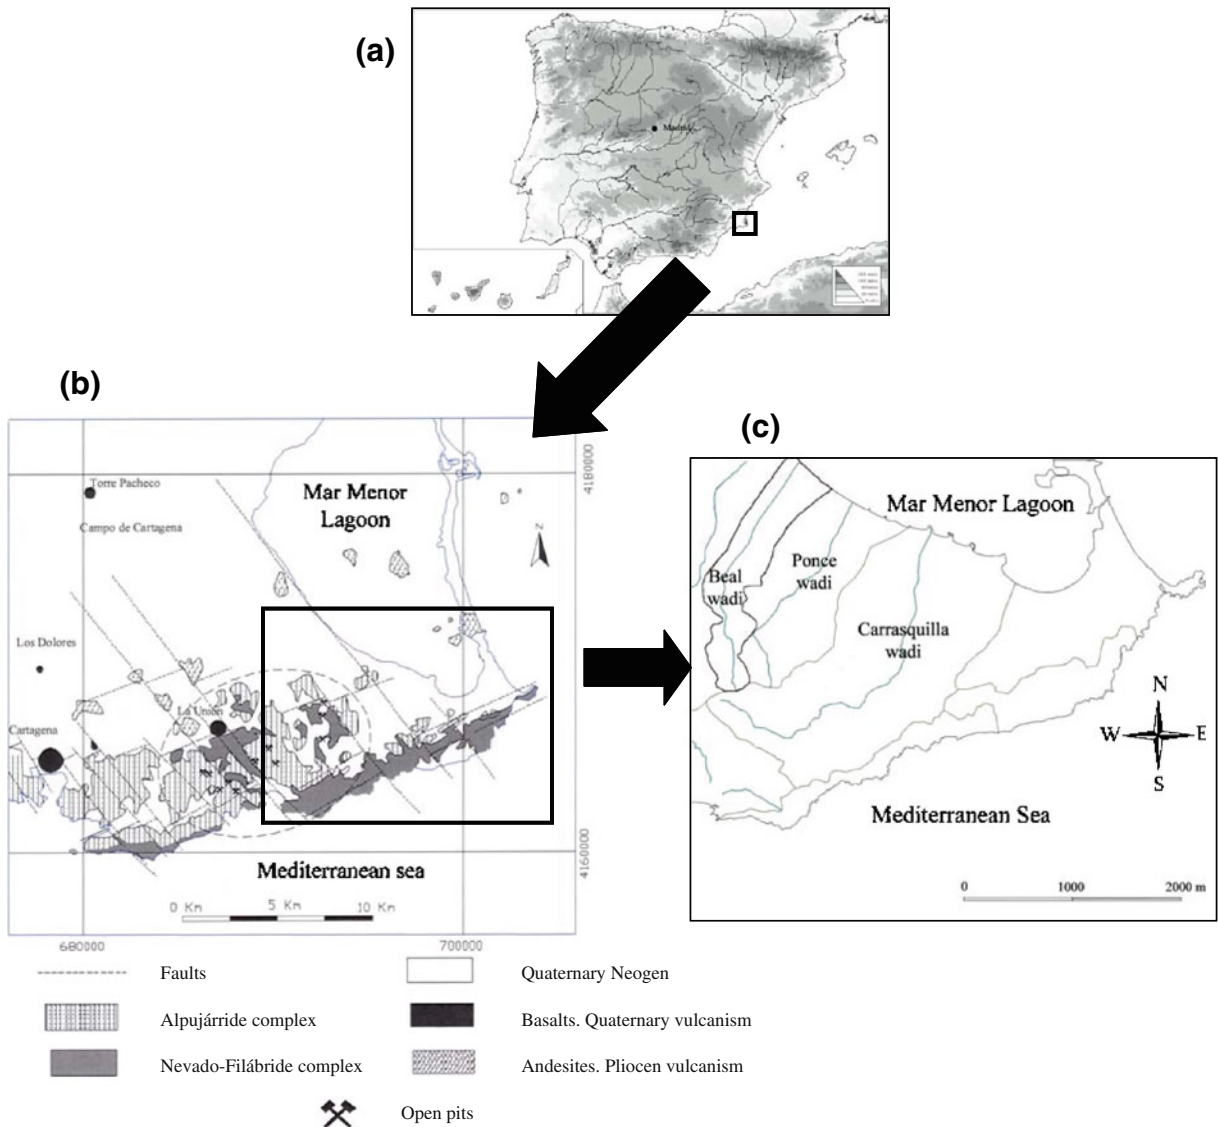 (a)
Madrid
(b)
Torre Pacheco
Campo de Cartagena
Mar Menor
Lagoon
4180000
Z
Los Dolores
La Unión
Cartagena
4160000
Mediterranean sea
0 Km
5 Km
10 Km
680000
700000
(c)
Mar Menor Lagoon
Beal
wadi
Ponce
wadi
Carrasquilla
wadi
N
W
E
S
Mediterranean Sea
0
1000
2000 m
Faults
Quaternary Neogen
Alpujárride complex
Basalts. Quaternary vulcanism
Nevado-Filábride complex
Andesites. Pliocen vulcanism
Open pits